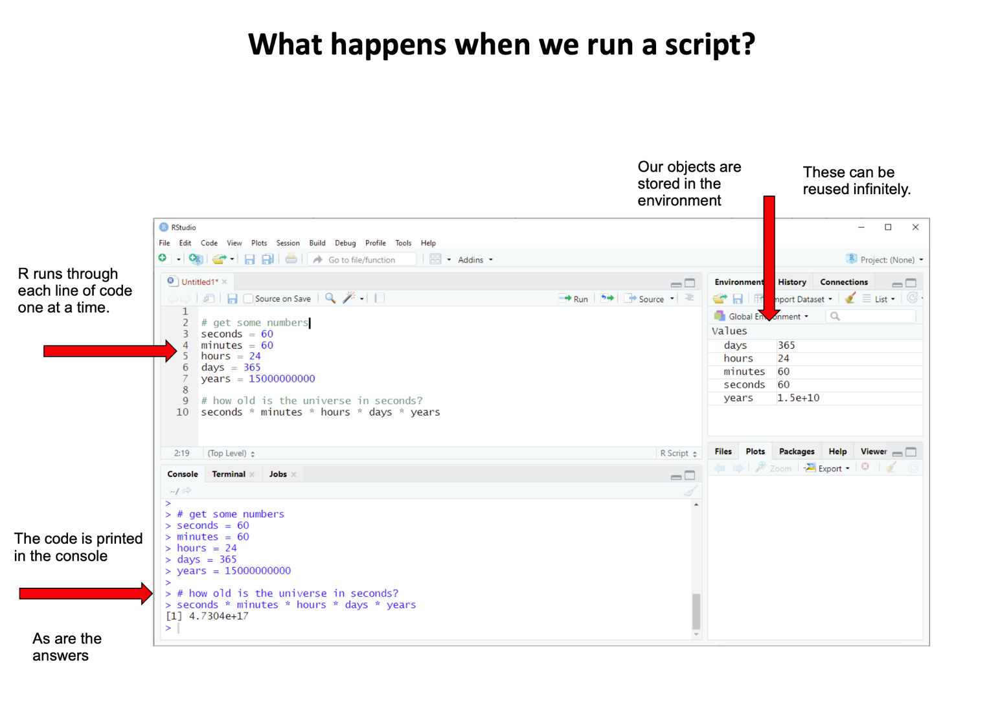 What happens when we run a script?
Our objects are
stored in the
environment
These can be
reused infinitely.
R runs through
each line of code
one at a time.
The code is printed
in the console
As are the
answers
R RStudio
File Edit Code View Plots Session Build Debug Profile Tools Help
Go to file/function Addins Project: (None)
Untitled1*
Source on Save Run Source
1
2 # get some numbers
3 seconds = 60
4 minutes = 60
5 hours = 24
6 days = 365
7 years = 15000000000
8
9 # how old is the universe in seconds?
10 seconds * minutes * hours * days * years
2:19 (Top Level) R Script
Console Terminal Jobs
~/
>
> # get some numbers
> seconds = 60
> minutes = 60
> hours = 24
> days = 365
> years = 15000000000
>
> # how old is the universe in seconds?
> seconds * minutes * hours * days * years
[1] 4.7304e+17
>
Environment History Connections
mport Dataset List
Global En onment
Values
days 365
hours 24
minutes 60
seconds 60
years 1.5e+10
Files Plots Packages Help Viewer
Zoom Export